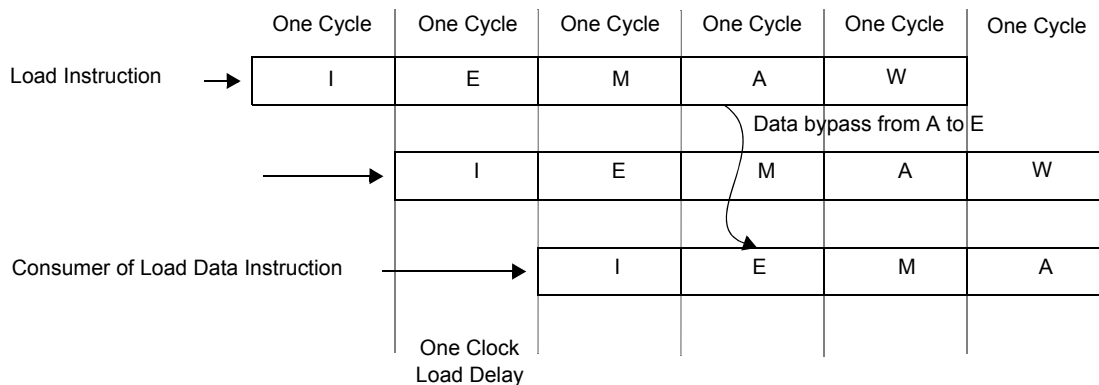 One Cycle One Cycle One Cycle One Cycle One Cycle One Cycle
Load Instruction I E M A W
Data bypass from A to E
I E M A W
Consumer of Load Data Instruction I E M A
One Clock
Load Delay